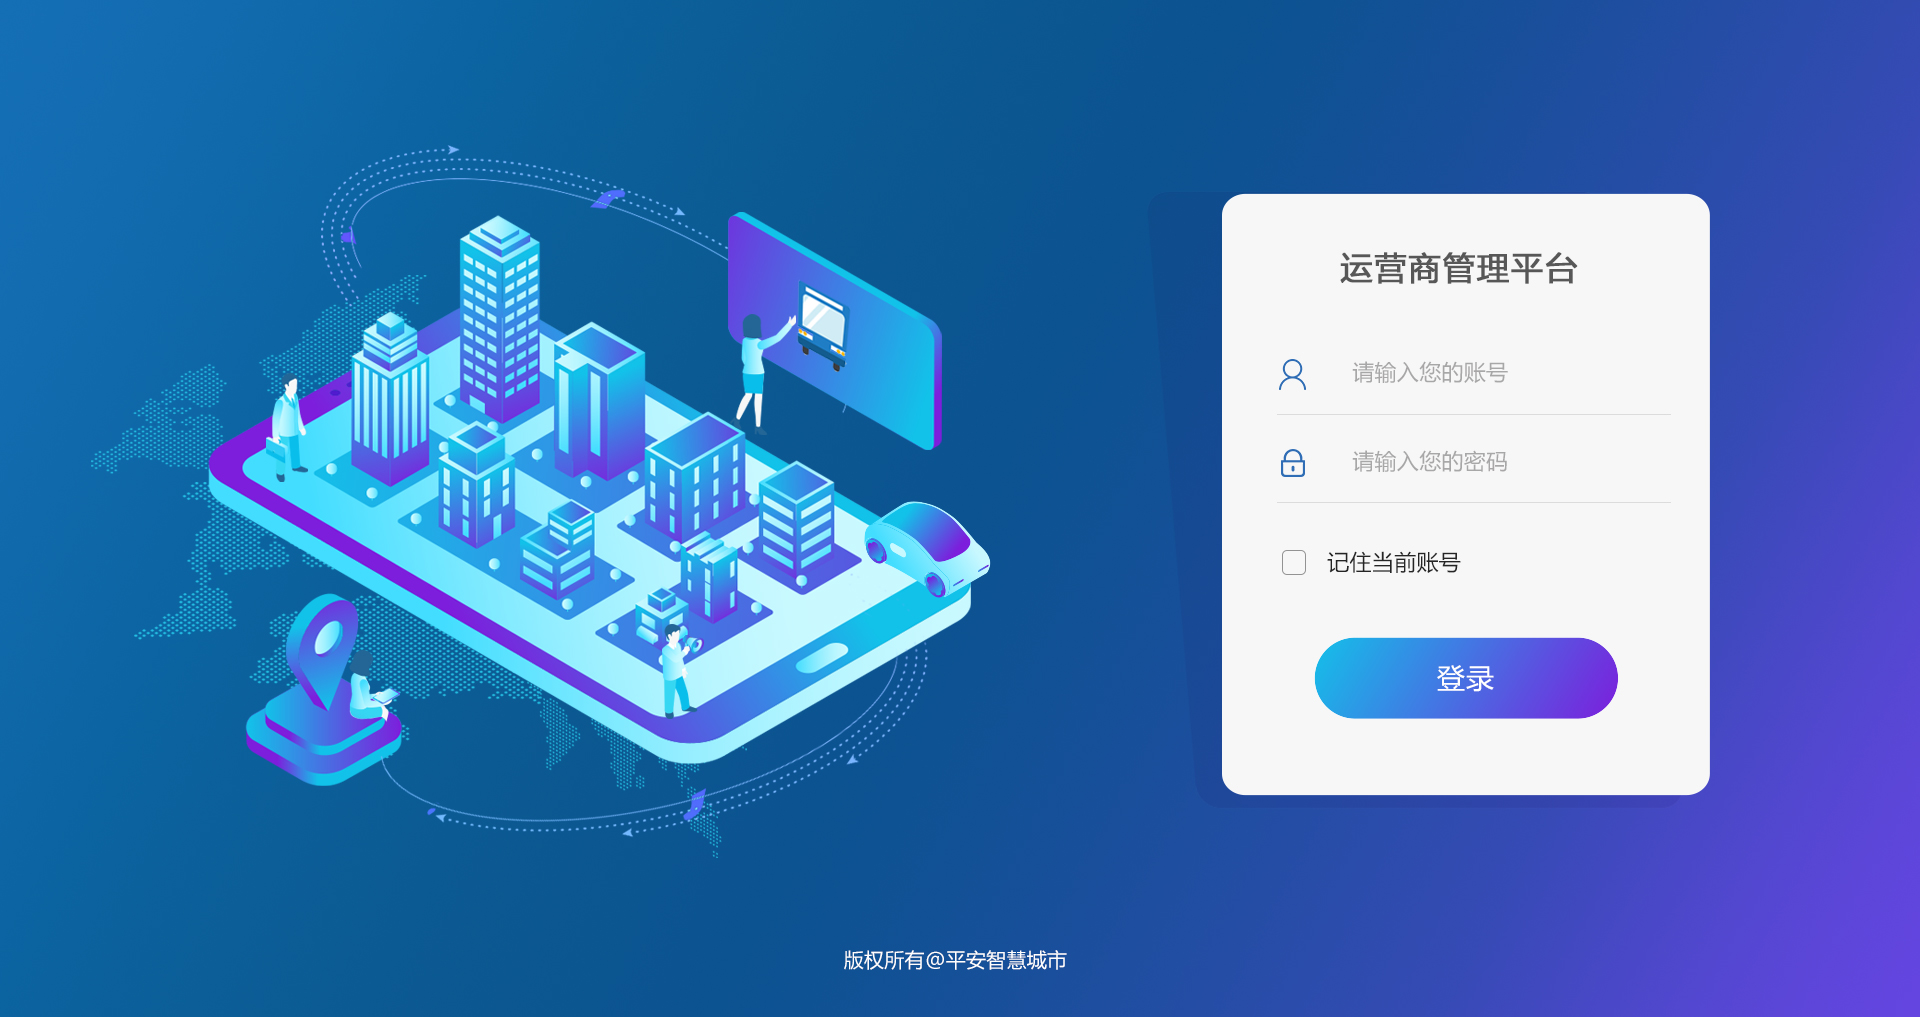 运营商管理平台
请输入您的账号
请输入您的密码
记住当前账号
登录
版权所有@平安智慧城市